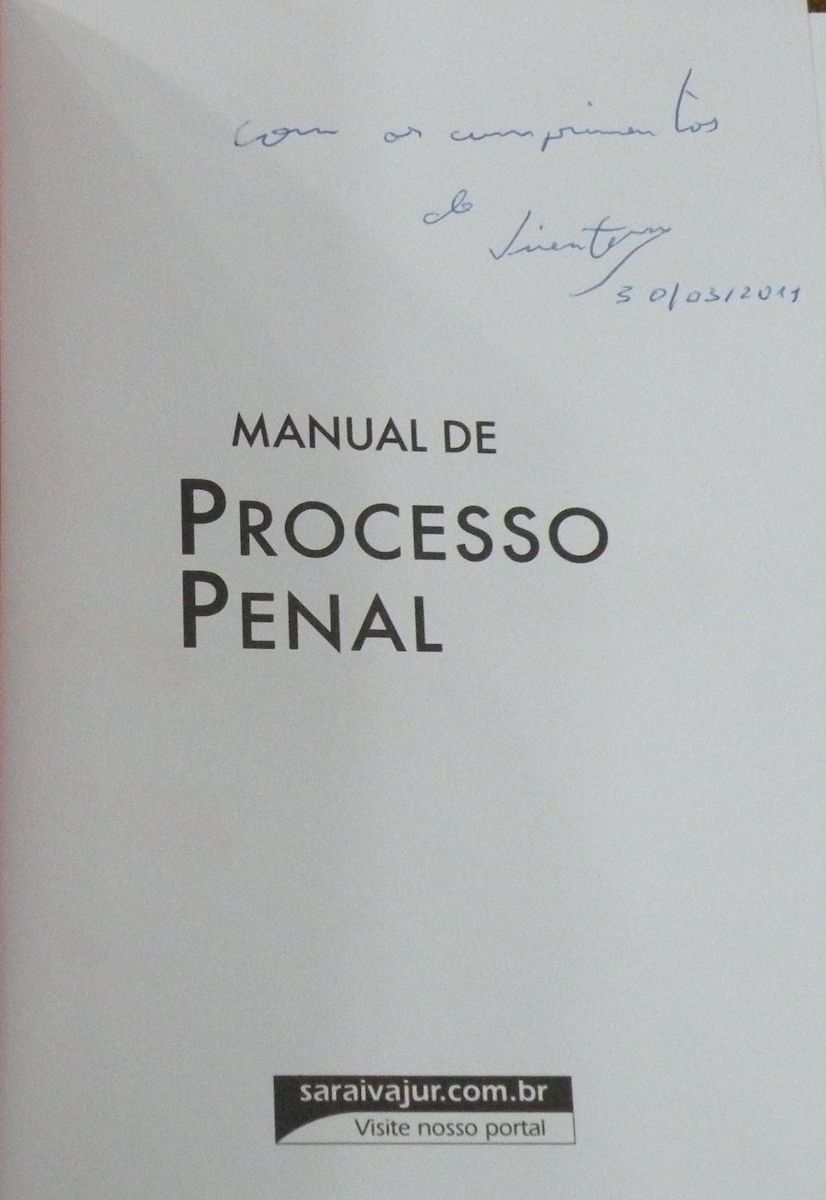 com os cumprimentos
de
30/03/2011
MANUAL DE
PROCESSO
PENAL
saraivajur.com.br
Visite nosso portal